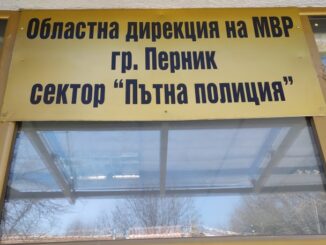 Областна дирекция на МВР
гр. Перник
сектор “Пътна полиция”